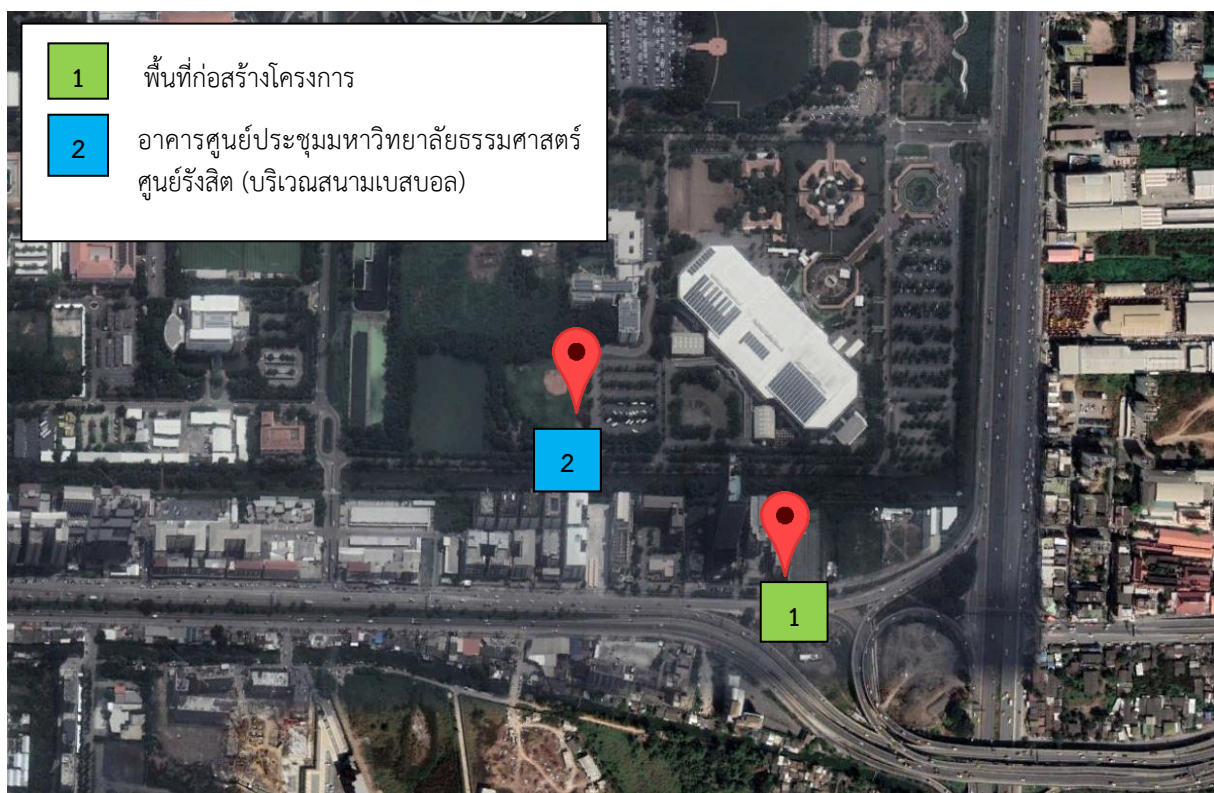 1 พื้นที่ก่อสร้างโครงการ
2 อาคารศูนย์ประชุมมหาวิทยาลัยธรรมศาสตร์
ศูนย์รังสิต (บริเวณสนามเบสบอล)
2
1